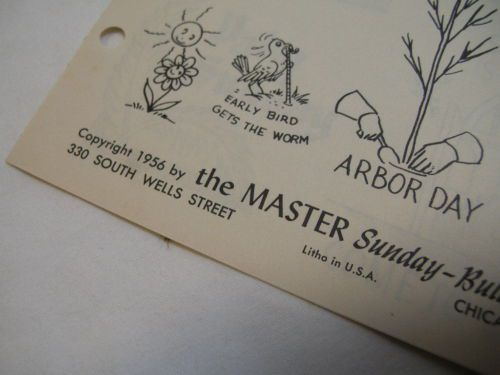 EARLY BIRD
GETS THE WORM
ARBOR DAY
Copyright 1956 by the MASTER Sunday-
330 SOUTH WELLS STREET
Litho in U.S.A.